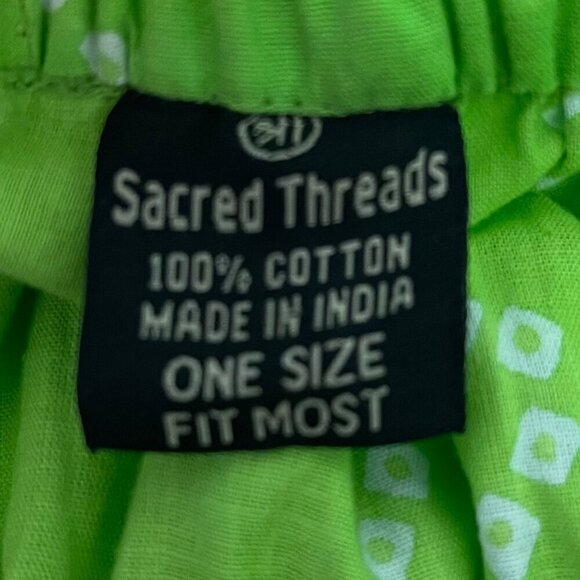 Sacred Threads
100% COTTON
MADE IN INDIA
ONE SIZE
FIT MOST